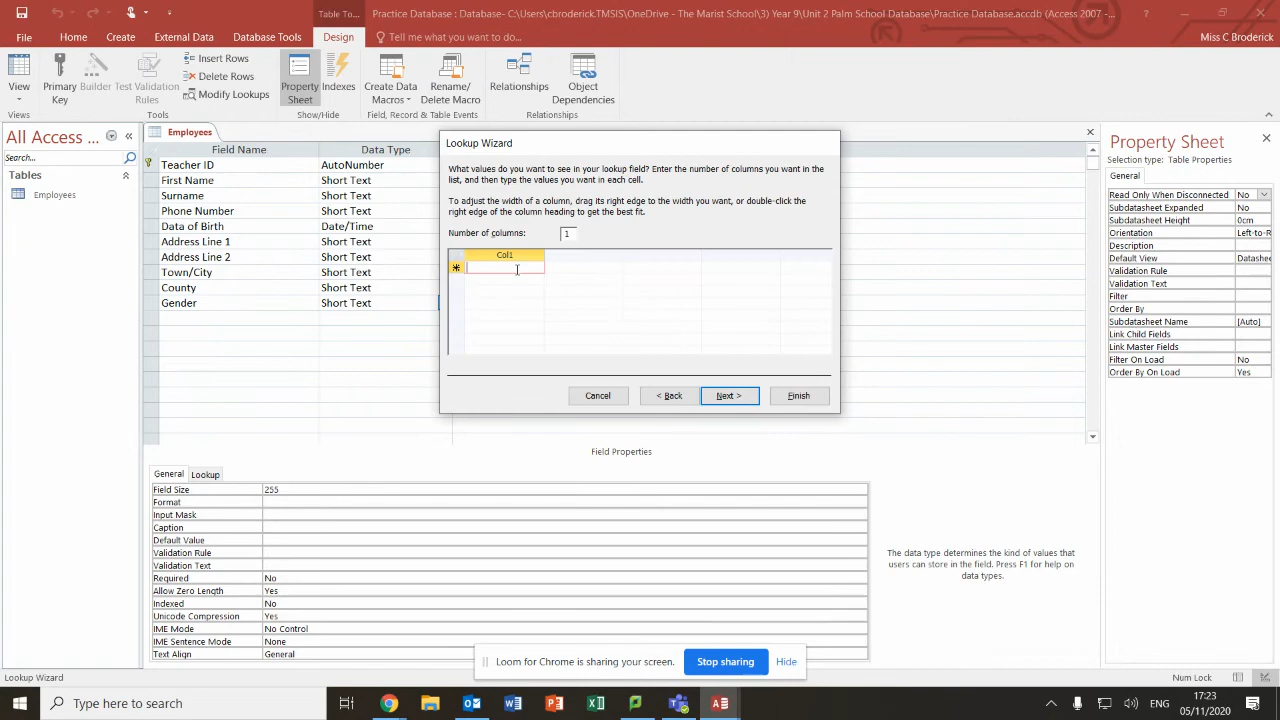 Table To...
Practice Database : Database- C:\Users\cbroderick.TMSIS\OneDrive - The Marist School\3) Year 9\Unit 2 Palm School Database\Practice Database.accdb (Access 2007 - ...
File Home Create External Data Database Tools Design Tell me what you want to do... Miss C Broderick
View
Primary Key
Builder
Test Validation Rules
Insert Rows
Delete Rows
Modify Lookups
Property Sheet
Indexes
Create Data Macros
Rename/ Delete Macro
Relationships
Object Dependencies
Views Tools Show/Hide Field, Record & Table Events Relationships
All Access ...
Search...
Tables
Employees
Employees
Field Name Data Type
Teacher ID AutoNumber
First Name Short Text
Surname Short Text
Phone Number Short Text
Data of Birth Date/Time
Address Line 1 Short Text
Address Line 2 Short Text
Town/City Short Text
County Short Text
Gender Short Text
Lookup Wizard
What values do you want to see in your lookup field? Enter the number of columns you want in the
list, and then type the values you want in each cell.
To adjust the width of a column, drag its right edge to the width you want, or double-click the
right edge of the column heading to get the best fit.
Number of columns: 1
Col1
Cancel < Back Next > Finish
Property Sheet
Selection type: Table Properties
General
Read Only When Disconnected No
Subdatasheet Expanded No
Subdatasheet Height 0cm
Orientation Left-to-R
Description
Default View Datashee
Validation Rule
Validation Text
Filter
Order By
Subdatasheet Name [Auto]
Link Child Fields
Link Master Fields
Filter On Load No
Order By On Load Yes
Field Properties
General Lookup
Field Size 255
Format
Input Mask
Caption
Default Value
Validation Rule
Validation Text
Required No
Allow Zero Length Yes
Indexed No
Unicode Compression Yes
IME Mode No Control
IME Sentence Mode None
Text Align General
The data type determines the kind of values that
users can store in the field. Press F1 for help on
data types.
Loom for Chrome is sharing your screen. Stop sharing Hide
Lookup Wizard Num Lock
Type here to search
17:23
05/11/2020